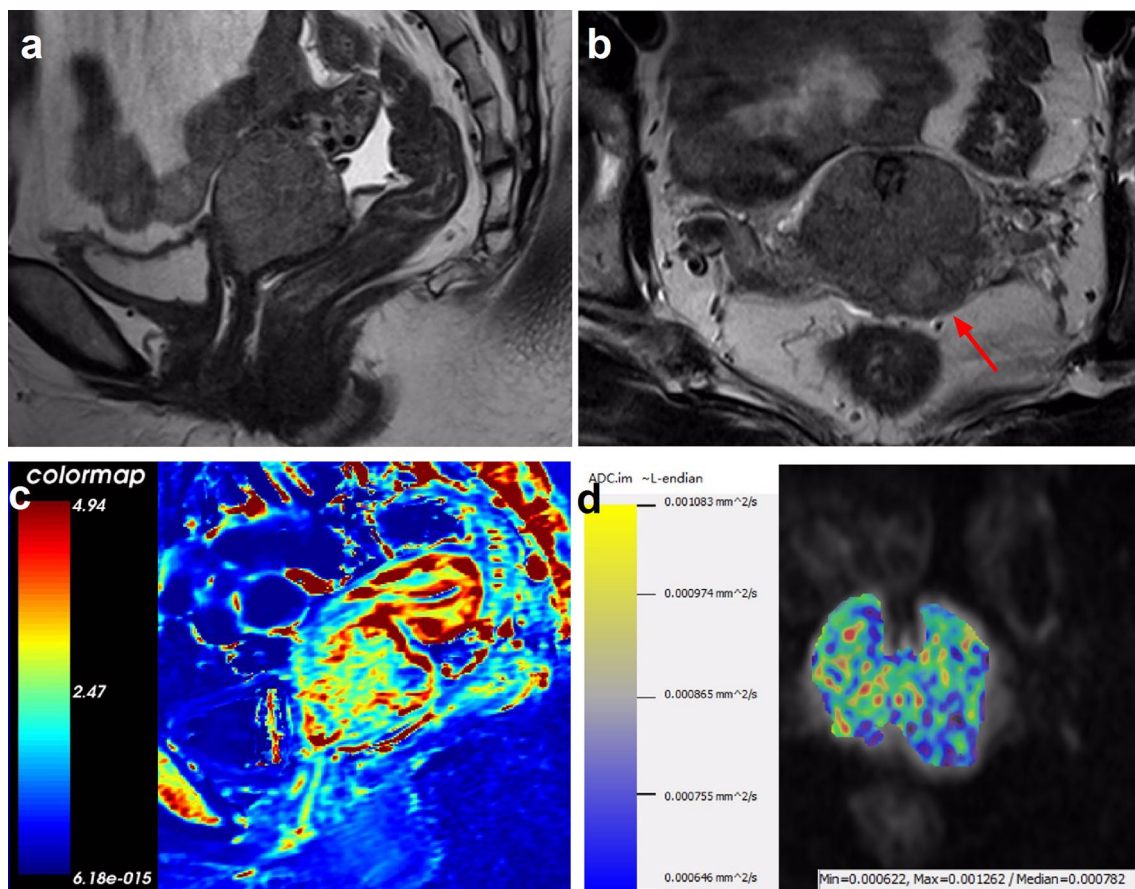 a
b
c
colormap
4.94
2.47
6.18e-015
d
ADC.im ~L-endian
0.001083 mm^2/s
0.000974 mm^2/s
0.000865 mm^2/s
0.000755 mm^2/s
0.000646 mm^2/s
Min=0.000622, Max=0.001262 / Median=0.000782